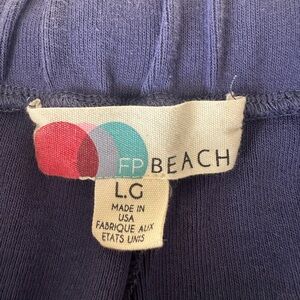 FP BEACH
L.G
MADE IN
USA
FABRIQUE AUX
ETATS UNIS